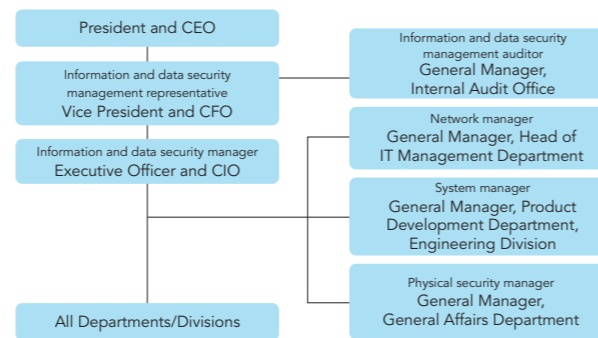 President and CEO
Information and data security
management representative
Vice President and CFO
Information and data security manager
Executive Officer and CIO
All Departments/Divisions
Information and data security
management auditor
General Manager,
Internal Audit Office
Network manager
General Manager, Head of
IT Management Department
System manager
General Manager, Product
Development Department,
Engineering Division
Physical security manager
General Manager,
General Affairs Department